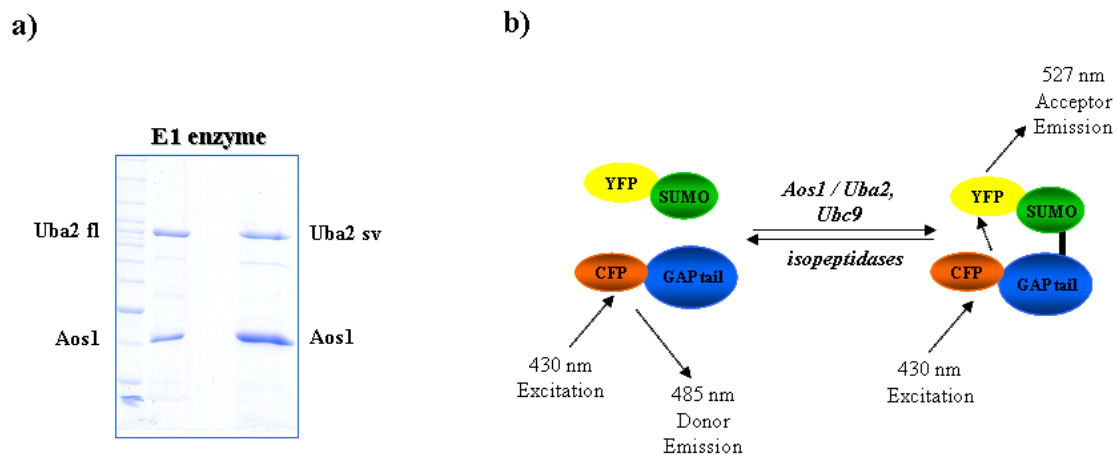 a)
E1 enzyme
Uba2 fl
Uba2 sv
Aos1
Aos1
b)
527 nm
Acceptor
Emission
YFP
SUMO
CFP
GAP tail
Aos1 / Uba2,
Ubc9
isopeptidases
YFP
SUMO
CFP
GAP tail
430 nm
Excitation
485 nm
Donor
Emission
430 nm
Excitation